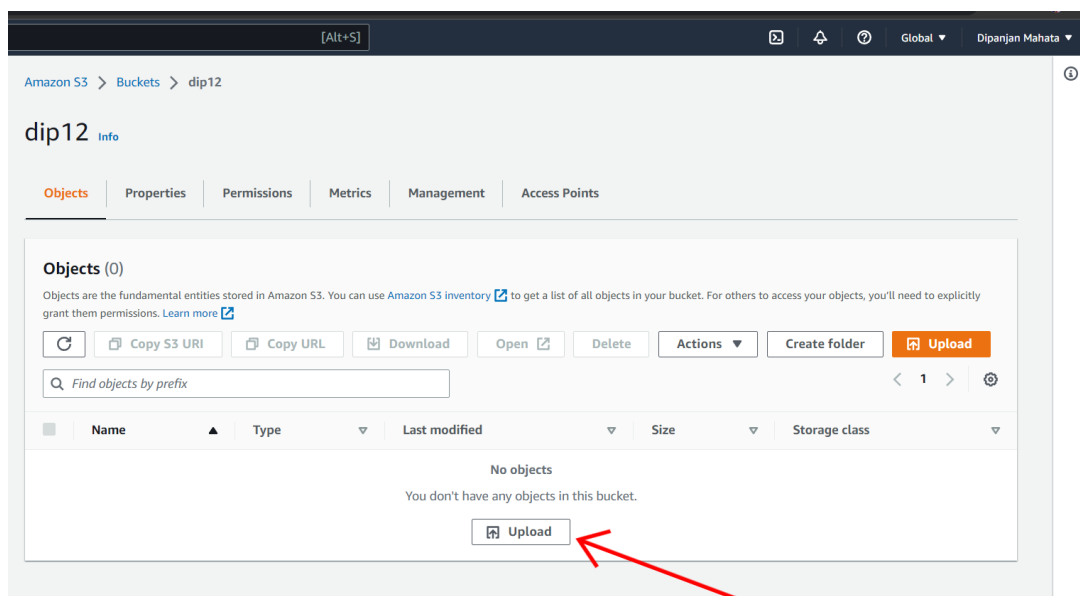 [Alt+S]
Global
Dipanjan Mahata
Amazon S3 > Buckets > dip12
dip12 Info
Objects Properties Permissions Metrics Management Access Points
Objects (0)
Objects are the fundamental entities stored in Amazon S3. You can use Amazon S3 inventory to get a list of all objects in your bucket. For others to access your objects, you'll need to explicitly
grant them permissions. Learn more
Copy S3 URI Copy URL Download Open Delete Actions Create folder Upload
Find objects by prefix
1
Name Type Last modified Size Storage class
No objects
You don't have any objects in this bucket.
Upload